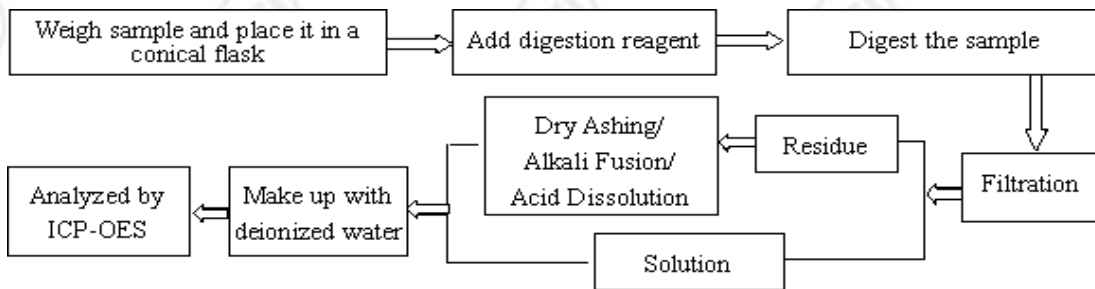 Weigh sample and place it in a
conical flask
Add digestion reagent
Digest the sample
Filtration
Residue
Dry Ashing/
Alkali Fusion/
Acid Dissolution
Solution
Make up with
deionized water
Analyzed by
ICP-OES